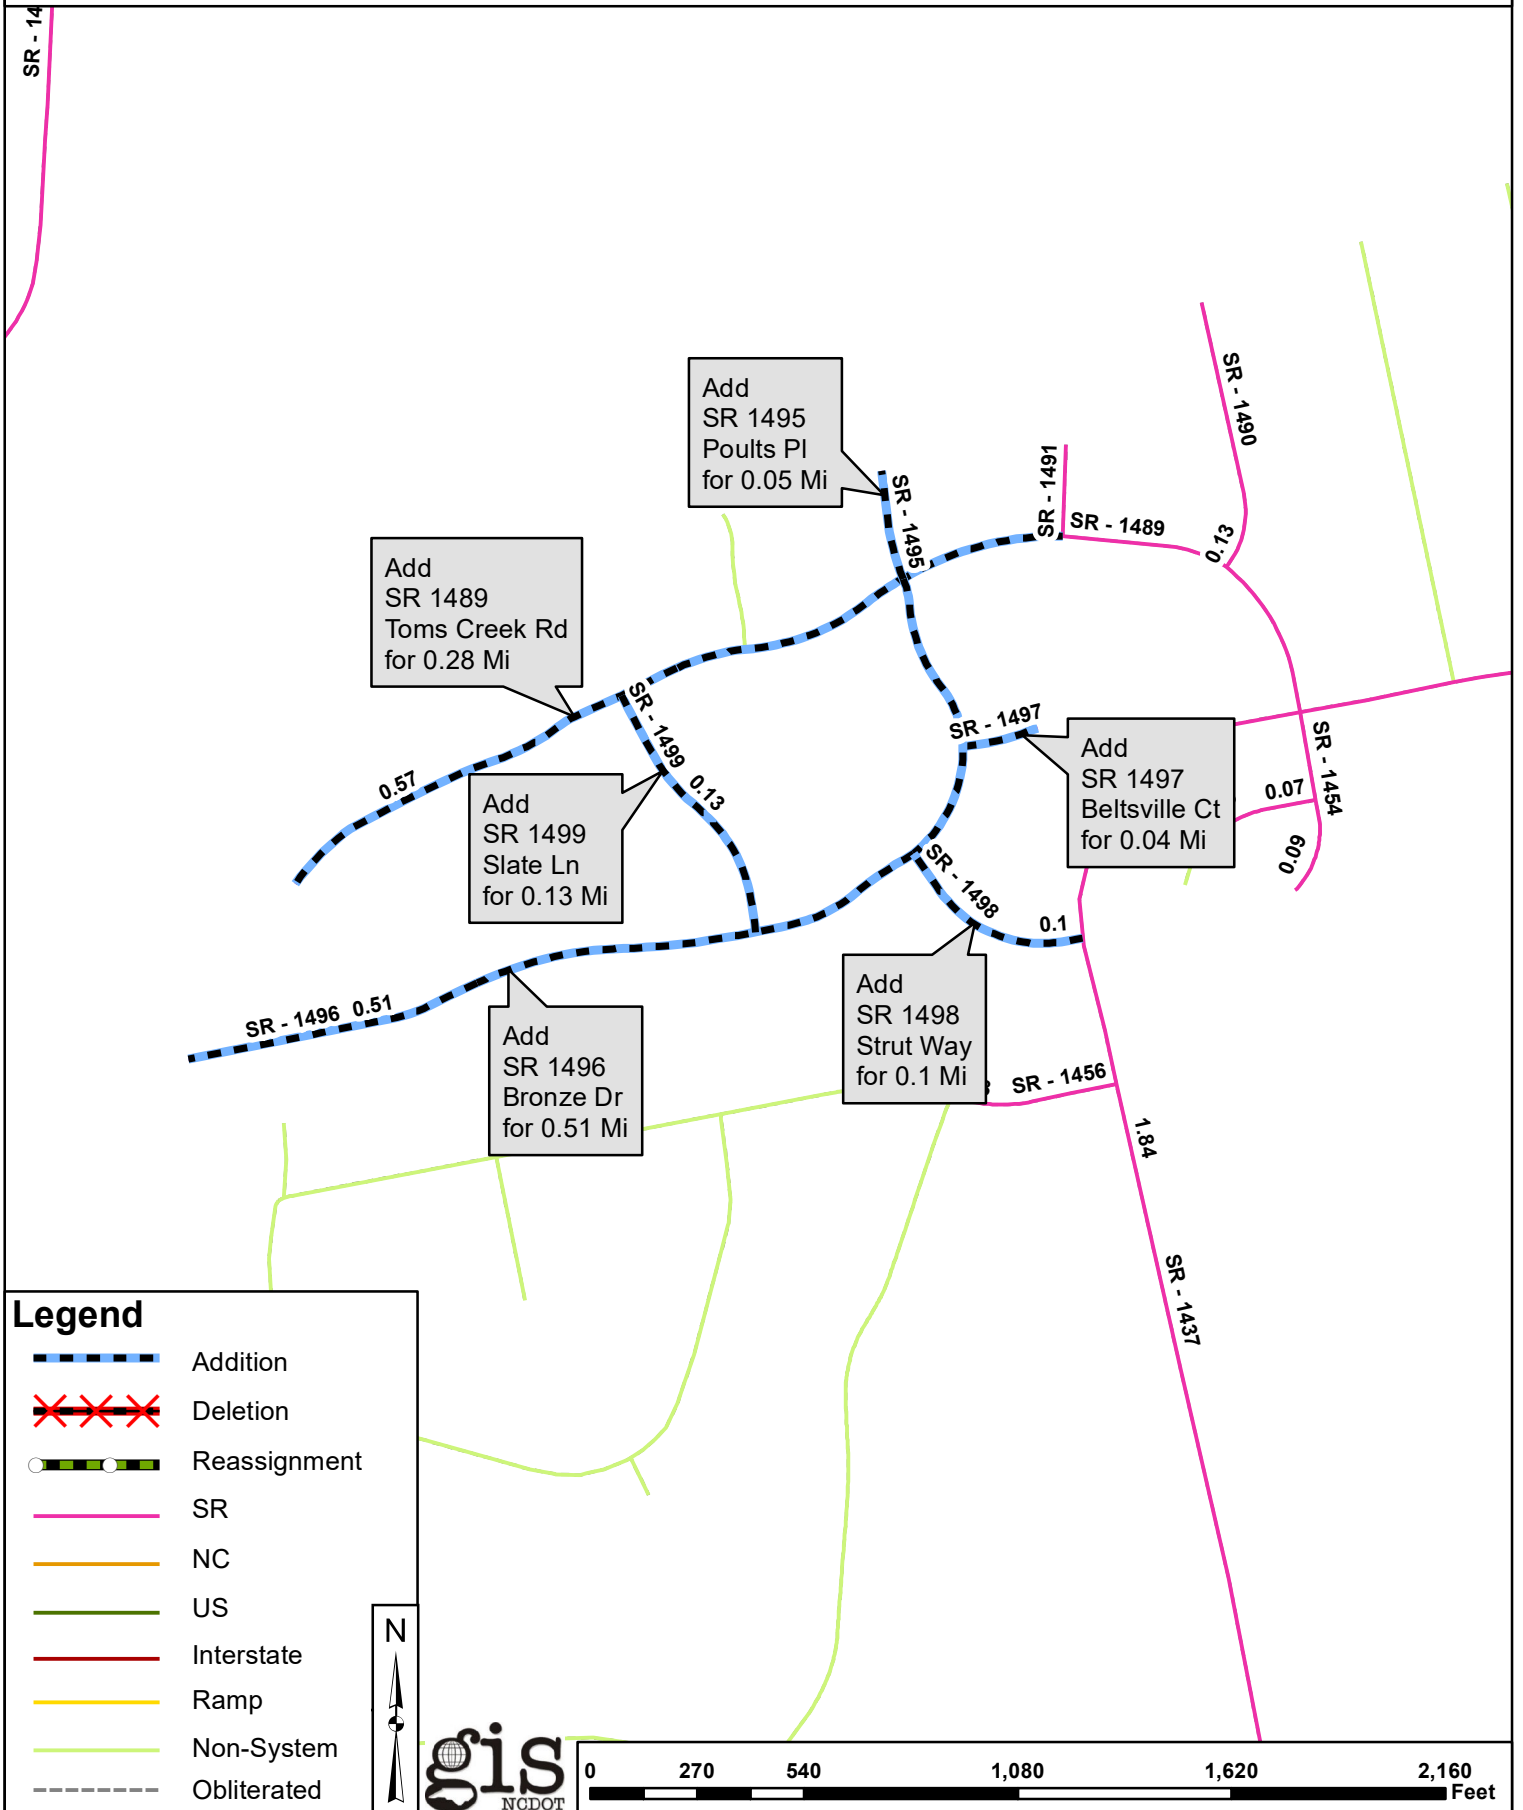 SR - 14
SR - 1490
Add
SR 1495
Poults Pl
for 0.05 Mi
SR - 1495
SR - 1491
SR - 1489
0.13
Add
SR 1489
Toms Creek Rd
for 0.28 Mi
0.57
SR - 1499
0.13
Add
SR 1499
Slate Ln
for 0.13 Mi
SR - 1497
Add
SR 1497
Beltsville Ct
for 0.04 Mi
SR - 1454
0.07
0.09
SR - 1498
0.1
Add
SR 1498
Strut Way
for 0.1 Mi
SR - 1496 0.51
Add
SR 1496
Bronze Dr
for 0.51 Mi
SR - 1456
1.84
SR - 1437
Legend
Addition
Deletion
Reassignment
SR
NC
US
Interstate
Ramp
Non-System
Obliterated
N
gis
NCDOT
0 270 540 1,080 1,620 2,160
Feet